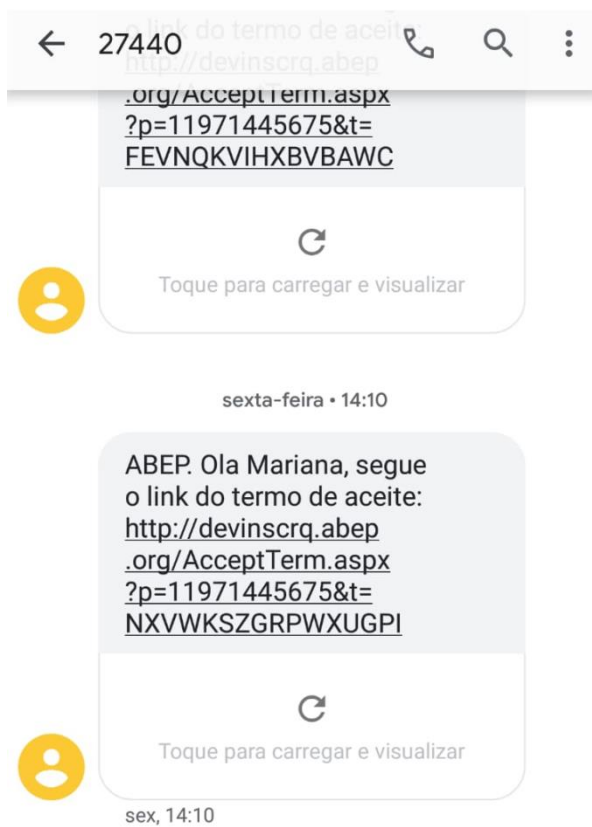 27440
o link do termo de aceite:
http://devinscrq.abep
.org/AcceptTerm.aspx
?p=11971445675&t=
FEVNQKVIHXBVBAWC
Toque para carregar e visualizar
sexta-feira • 14:10
ABEP. Ola Mariana, segue
o link do termo de aceite:
http://devinscrq.abep
.org/AcceptTerm.aspx
?p=11971445675&t=
NXVWKSZGRPWXUGPI
Toque para carregar e visualizar
sex, 14:10